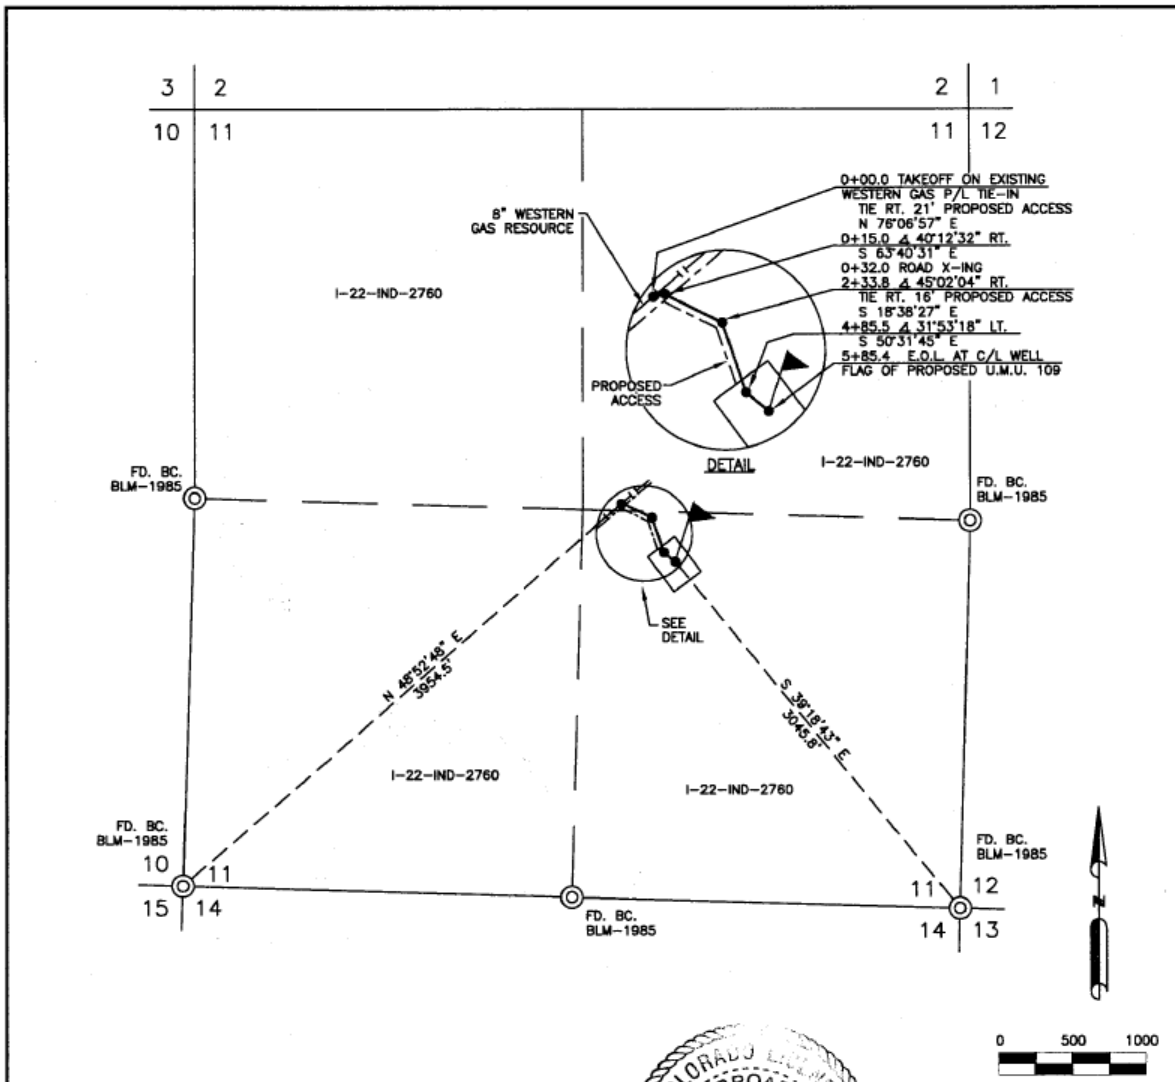 3 2
2 1
10 11
11 12
0+00.0 TAKEOFF ON EXISTING
WESTERN GAS P/L TIE-IN
TIE RT. 21' PROPOSED ACCESS
N 76°06'57" E
0+15.0 Δ 40°12'32" RT.
S 63°40'31" E
0+32.0 ROAD X-ING
2+33.8 Δ 45°02'04" RT.
TIE RT. 16' PROPOSED ACCESS
S 18°38'27" E
4+85.5 Δ 31°53'18" LT.
S 50°31'45" E
5+85.4 E.O.L. AT C/L WELL
FLAG OF PROPOSED U.M.U. 109
8" WESTERN
GAS RESOURCE
I-22-IND-2760
PROPOSED
ACCESS
DETAIL
I-22-IND-2760
FD. BC.
BLM-1985
FD. BC.
BLM-1985
SEE
DETAIL
N 48°52'48" E
3954.5'
S 39°18'43" E
3045.8'
I-22-IND-2760
I-22-IND-2760
FD. BC.
BLM-1985
FD. BC.
BLM-1985
10 11
15 14
11 12
14 13
FD. BC.
BLM-1985
N
0 500 1000